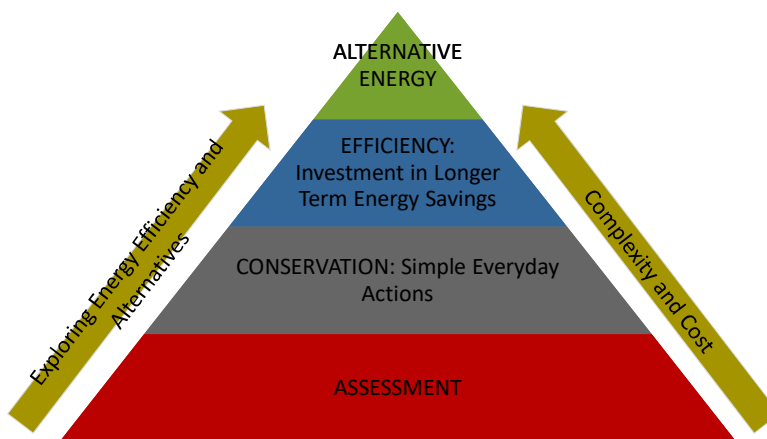 ALTERNATIVE
ENERGY
EFFICIENCY:
Investment in Longer
Term Energy Savings
CONSERVATION: Simple Everyday
Actions
ASSESSMENT
Exploring Energy Efficiency and
Alternatives
Complexity and Cost